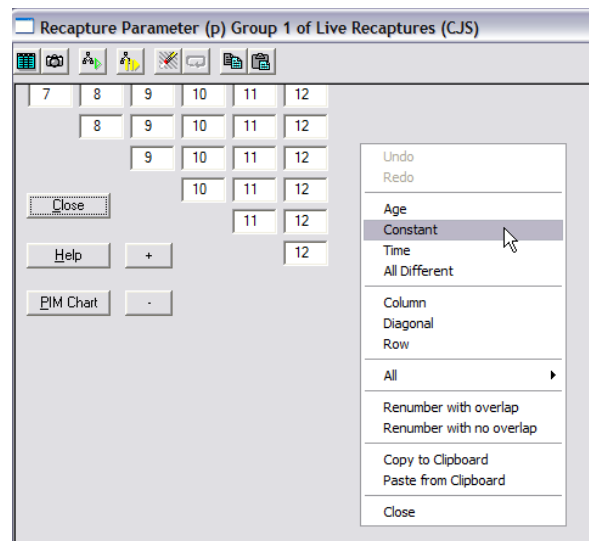 Recapture Parameter (p) Group 1 of Live Recaptures (CJS)
7 8 9 10 11 12
8 9 10 11 12
9 10 11 12
10 11 12
11 12
12
Close
Help +
PIM Chart -
Undo
Redo
Age
Constant
Time
All Different
Column
Diagonal
Row
All
Renumber with overlap
Renumber with no overlap
Copy to Clipboard
Paste from Clipboard
Close